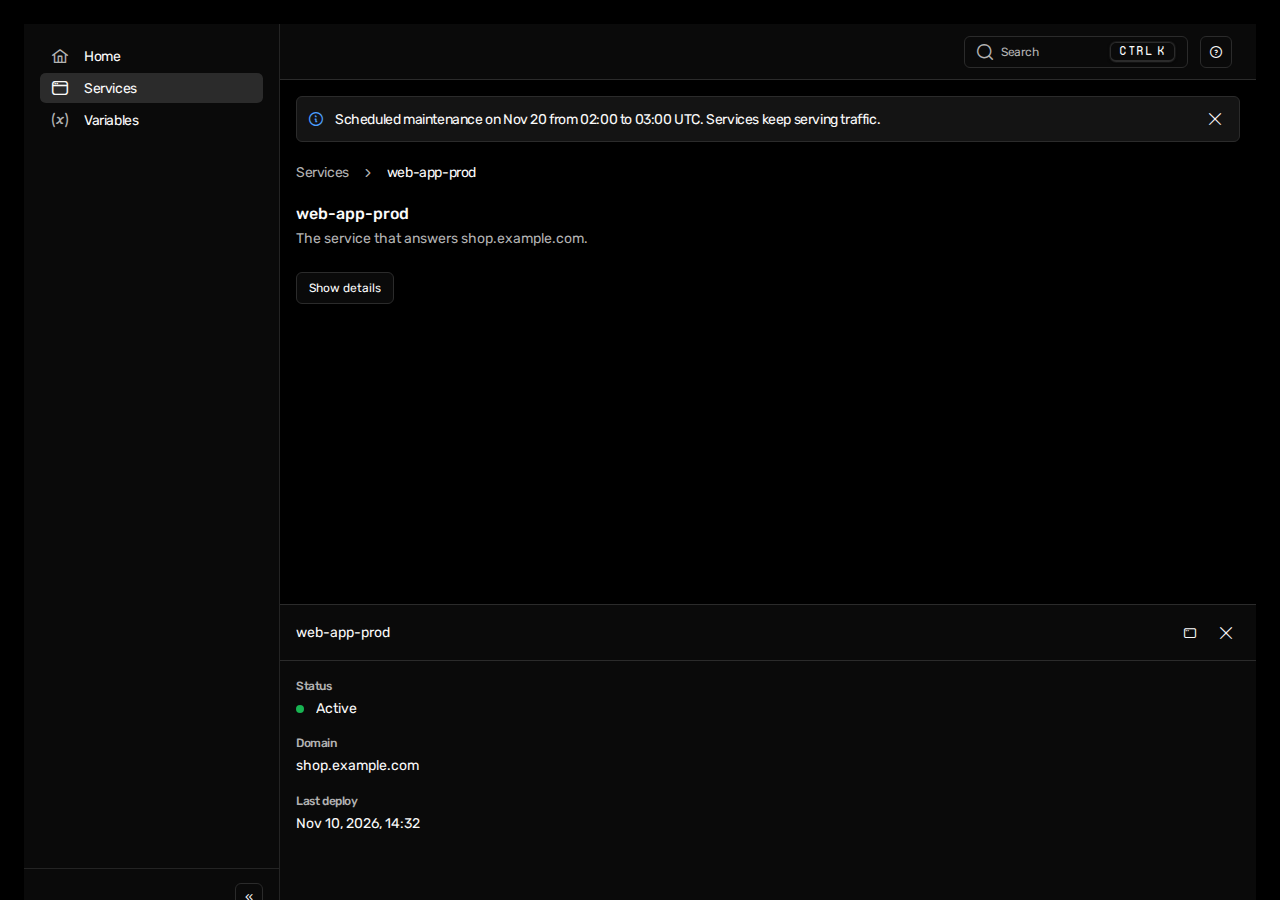 Home
Services
(x) Variables
Search CTRL K
Scheduled maintenance on Nov 20 from 02:00 to 03:00 UTC. Services keep serving traffic.
Services > web-app-prod
web-app-prod
The service that answers shop.example.com.
Show details
web-app-prod
Status
Active
Domain
shop.example.com
Last deploy
Nov 10, 2026, 14:32
«